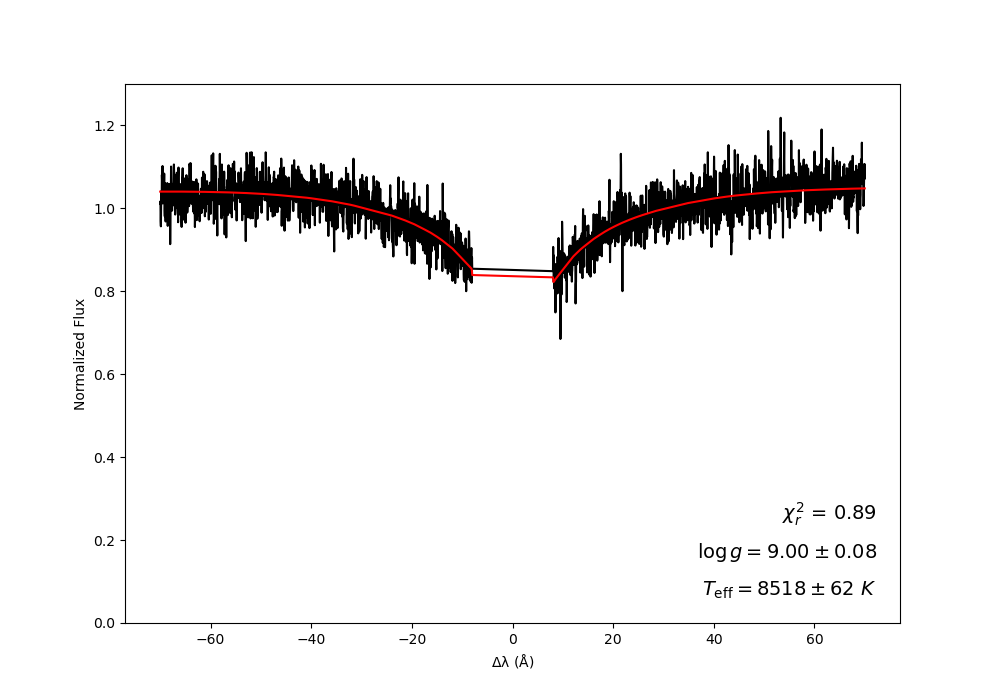 1.2
1.0
0.8
0.6
0.4
0.2
0.0
Normalized Flux
χ²ᵣ = 0.89
log g = 9.00 ± 0.08
T_eff = 8518 ± 62 K
−60 −40 −20 0 20 40 60
Δλ (Å)